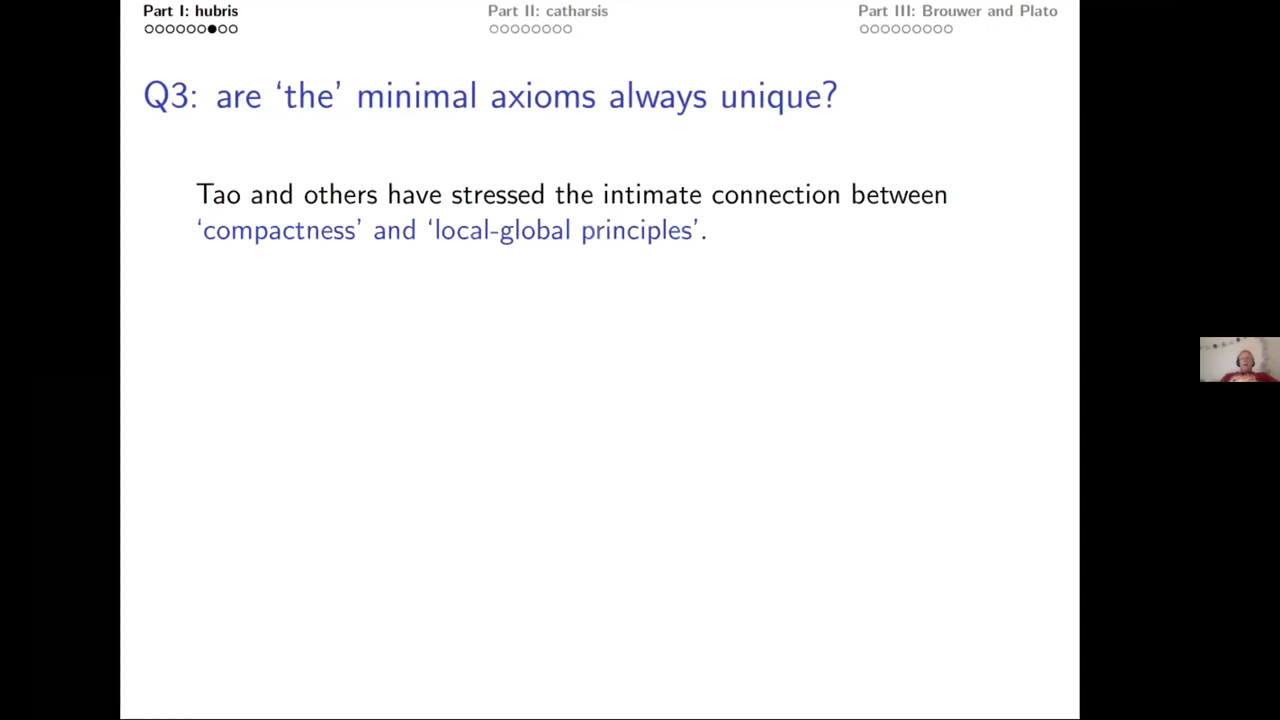 Part I: hubris
Part II: catharsis
Part III: Brouwer and Plato
Q3: are ‘the’ minimal axioms always unique?
Tao and others have stressed the intimate connection between
‘compactness’ and ‘local-global principles’.